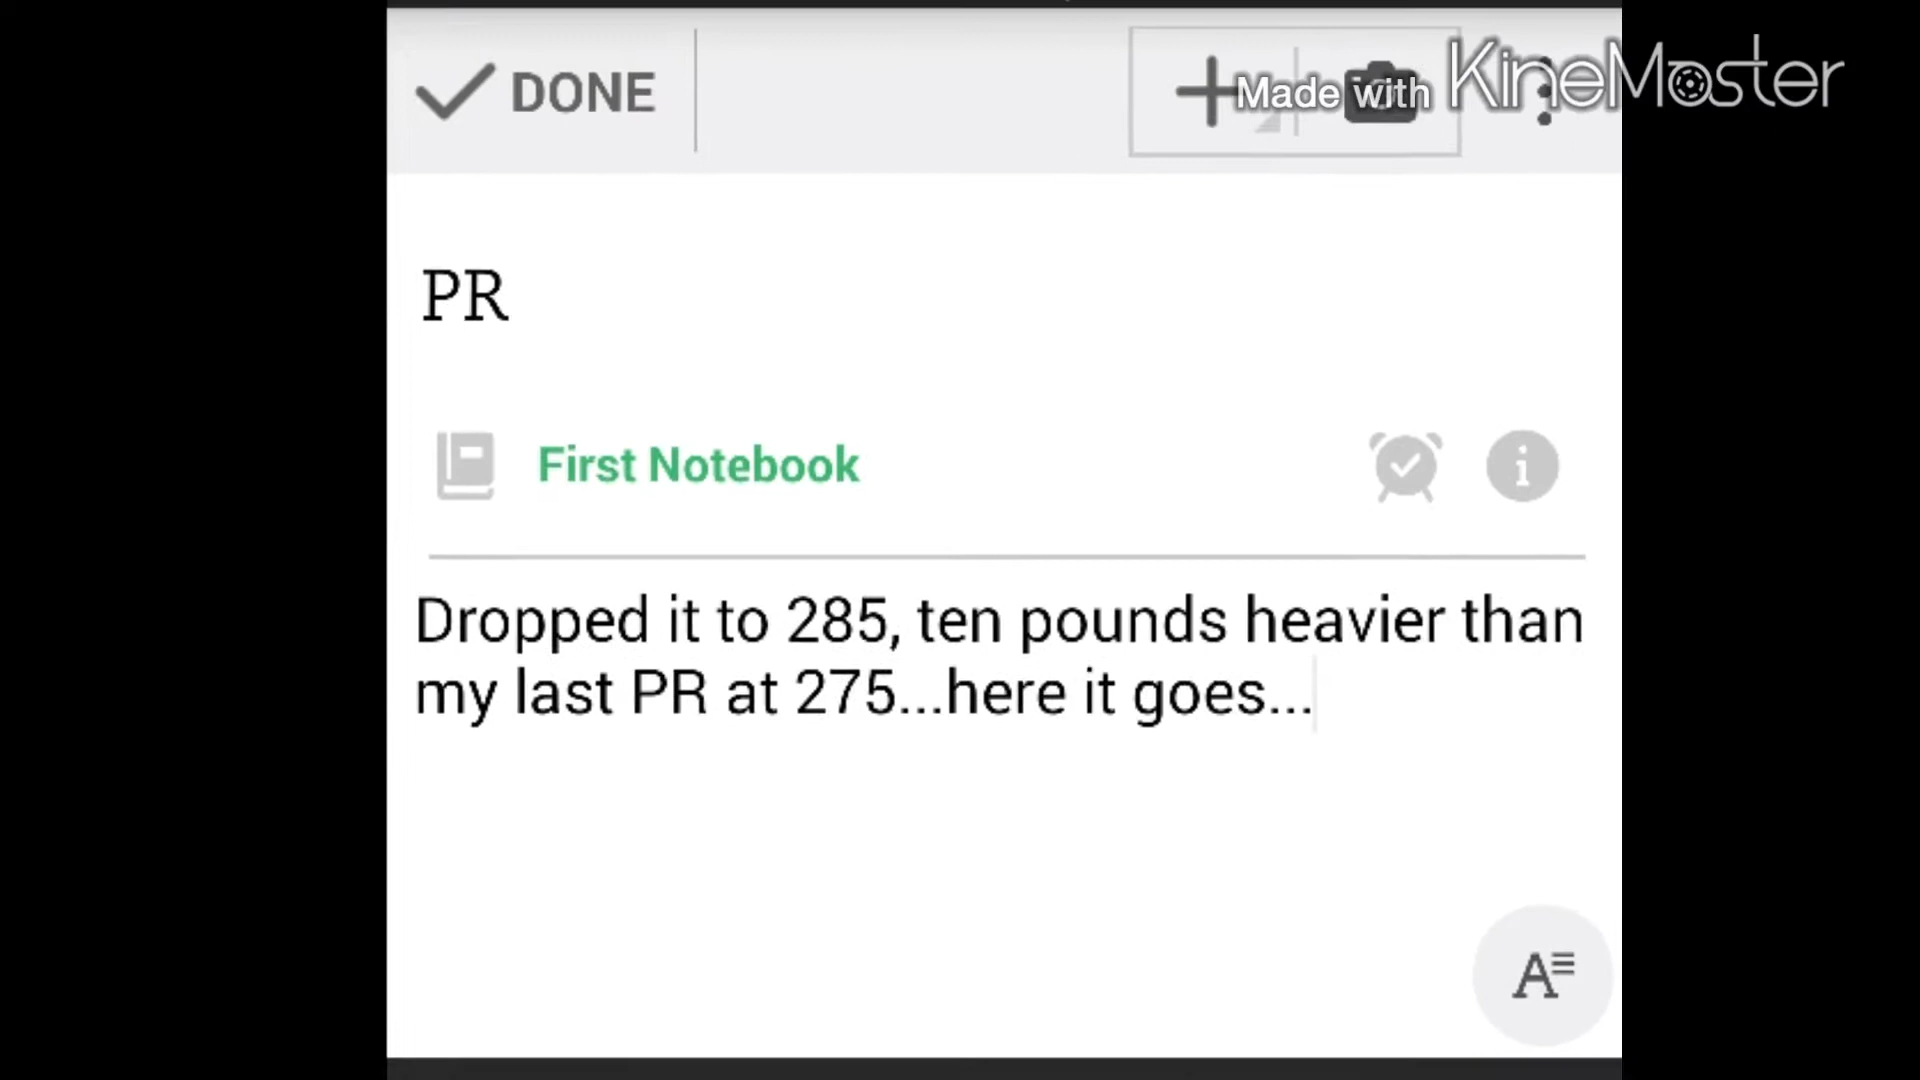 DONE
Made with KineMaster
PR
First Notebook
Dropped it to 285, ten pounds heavier than
my last PR at 275...here it goes...